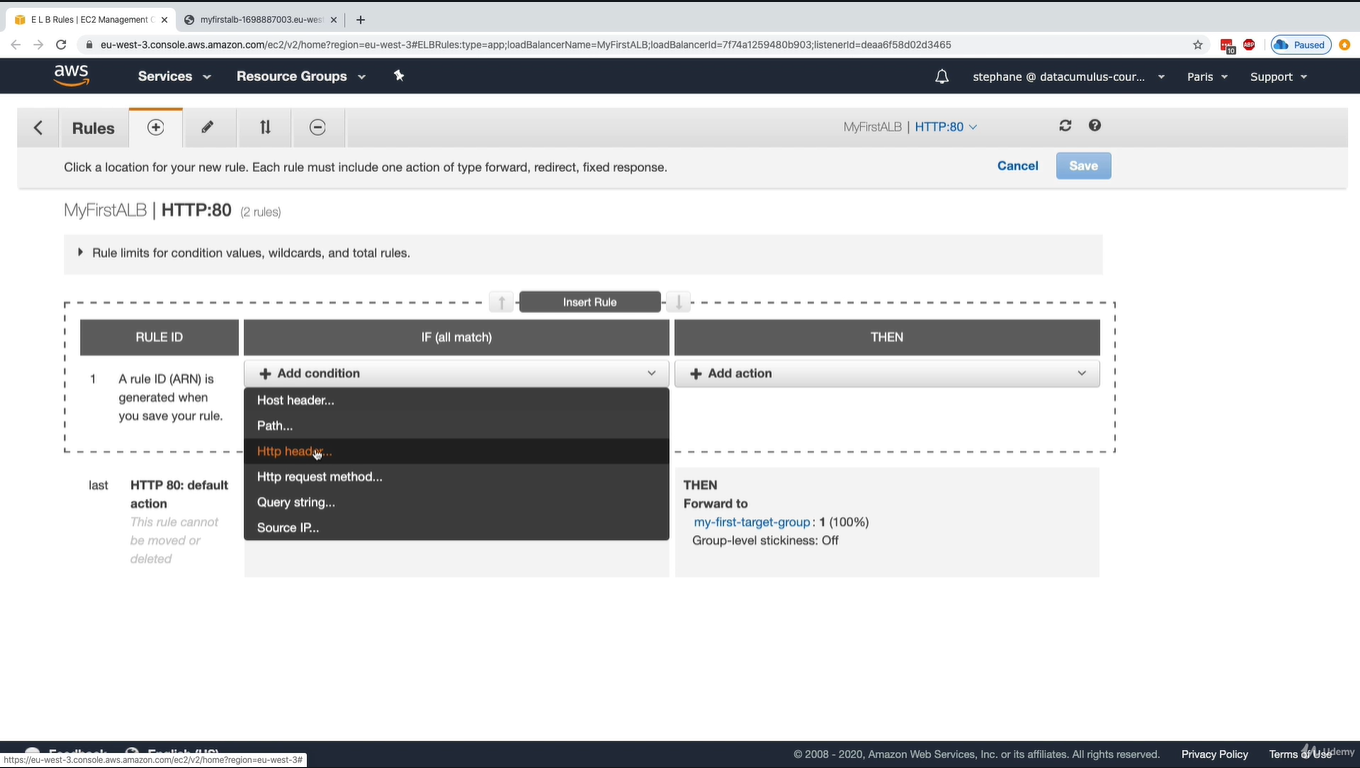 E L B Rules | EC2 Management C
myfirstalb-1698887003.eu-wes
eu-west-3.console.aws.amazon.com/ec2/v2/home?region=eu-west-3#ELBRules:type=app;loadBalancerName=MyFirstALB;loadBalancerId=7f74a1259480b903;listenerId=deaa6f58d02d3465
10
ABP
Paused
aws
Services
Resource Groups
stephane @ datacumulus-cour...
Paris
Support
Rules
MyFirstALB | HTTP:80
Click a location for your new rule. Each rule must include one action of type forward, redirect, fixed response.
Cancel
Save
MyFirstALB | HTTP:80 (2 rules)
Rule limits for condition values, wildcards, and total rules.
Insert Rule
RULE ID
IF (all match)
THEN
1
A rule ID (ARN) is
generated when
you save your rule.
Add condition
Add action
Host header...
Path...
Http header...
Http request method...
Query string...
Source IP...
last
HTTP 80: default
action
This rule cannot
be moved or
deleted
THEN
Forward to
my-first-target-group: 1 (100%)
Group-level stickiness: Off
Feedback
English (US)
https://eu-west-3.console.aws.amazon.com/ec2/v2/home?region=eu-west-3#
© 2008 - 2020, Amazon Web Services, Inc. or its affiliates. All rights reserved.
Privacy Policy
Terms of Use
Udemy